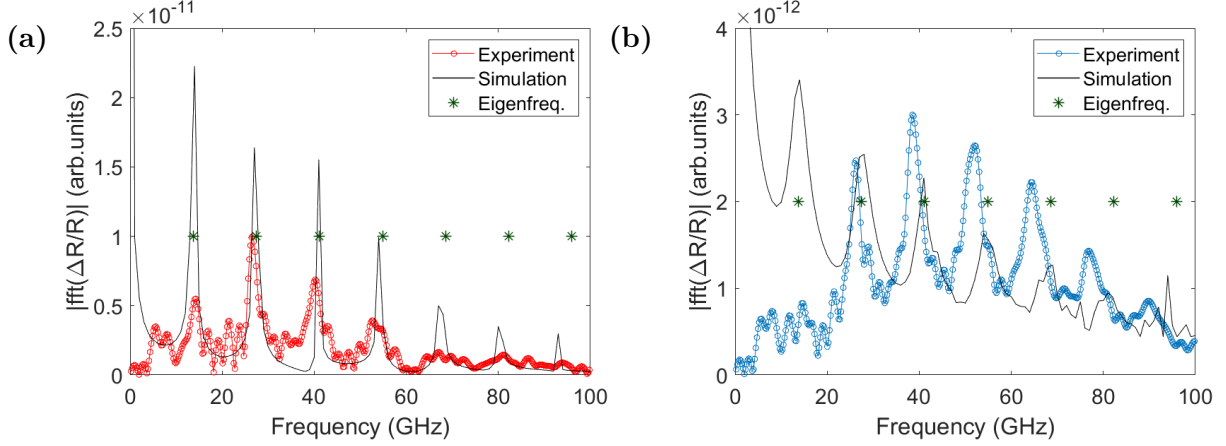 (a)
×10⁻¹¹
2.5
2
1.5
1
0.5
0
|fft(ΔR/R)| (arb.units)
Experiment
Simulation
Eigenfreq.
0 20 40 60 80 100
Frequency (GHz)
(b)
×10⁻¹²
4
3
2
1
0
|fft(ΔR/R)| (arb.units)
Experiment
Simulation
Eigenfreq.
0 20 40 60 80 100
Frequency (GHz)